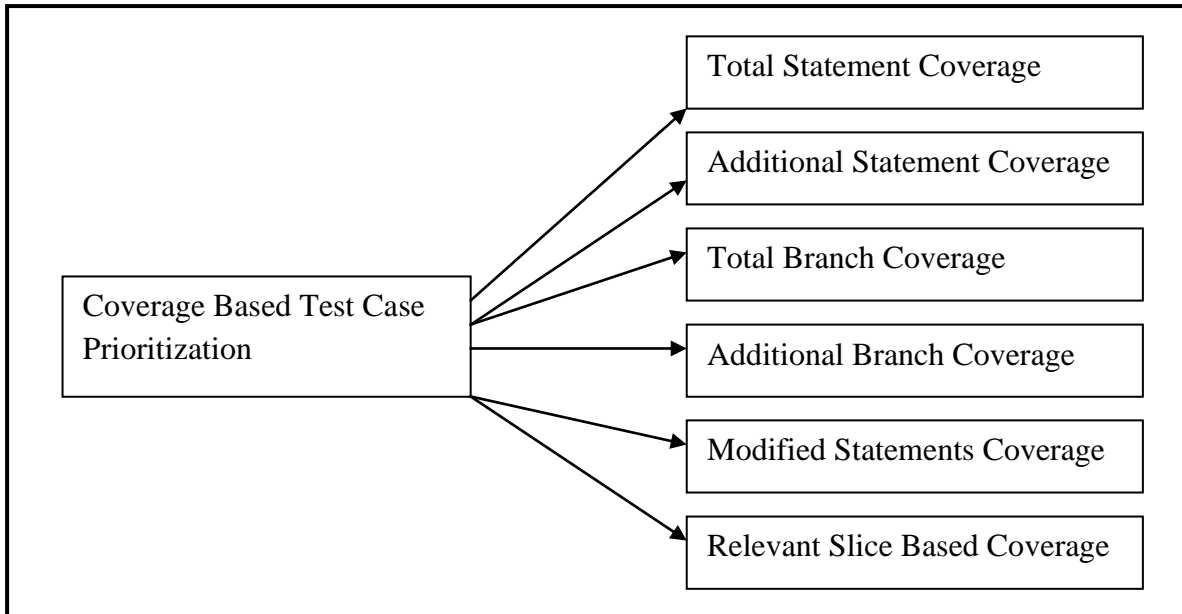 Total Statement Coverage
Additional Statement Coverage
Total Branch Coverage
Coverage Based Test Case
Prioritization
Additional Branch Coverage
Modified Statements Coverage
Relevant Slice Based Coverage